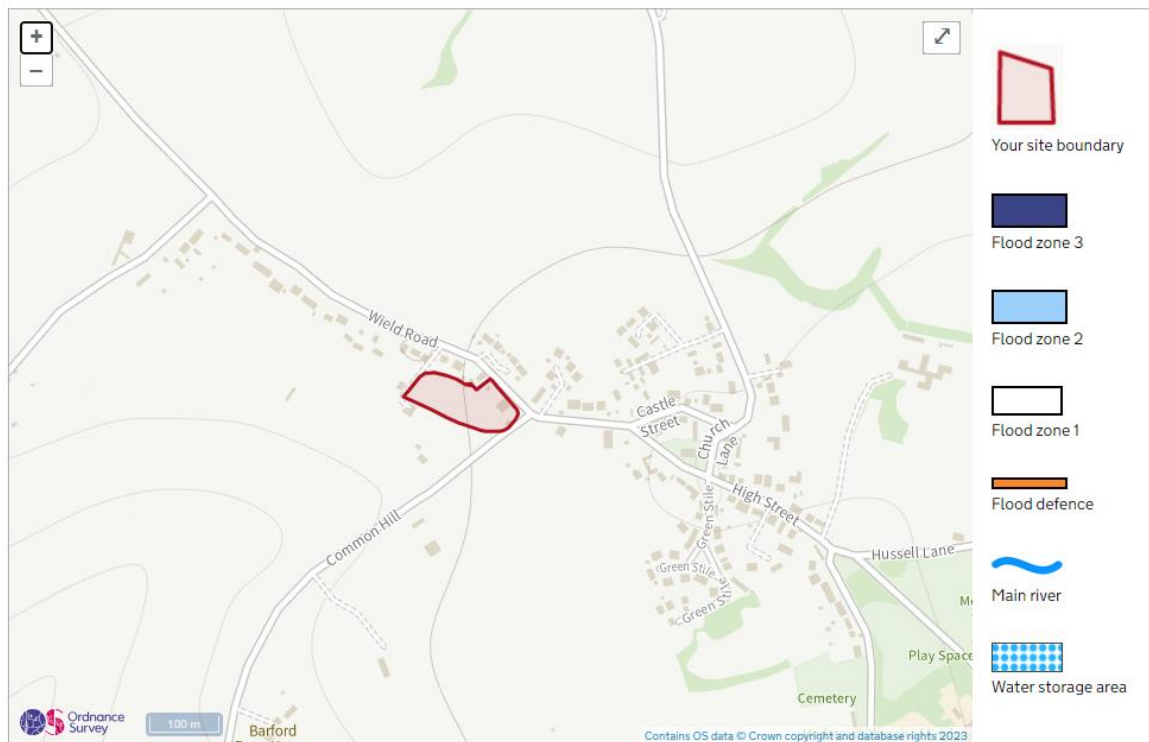 +
−
Wield Road
Castle
Street
Church
Lane
High Street
Green Stile
Green Stile
Green Stile
Hussell Lane
Common Hill
Play Space
Cemetery
Barford
Ordnance
Survey
100 m
Contains OS data © Crown copyright and database rights 2023
Your site boundary
Flood zone 3
Flood zone 2
Flood zone 1
Flood defence
Main river
Water storage area